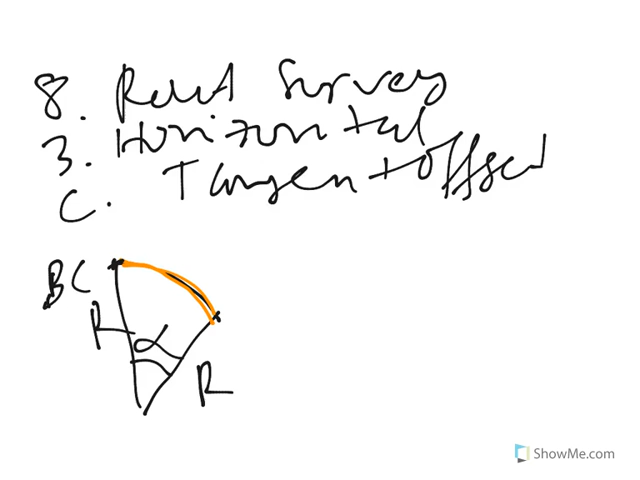 8. Road Survey
3. Horizontal
C. Tangent offset
BC
R
α
R
ShowMe.com